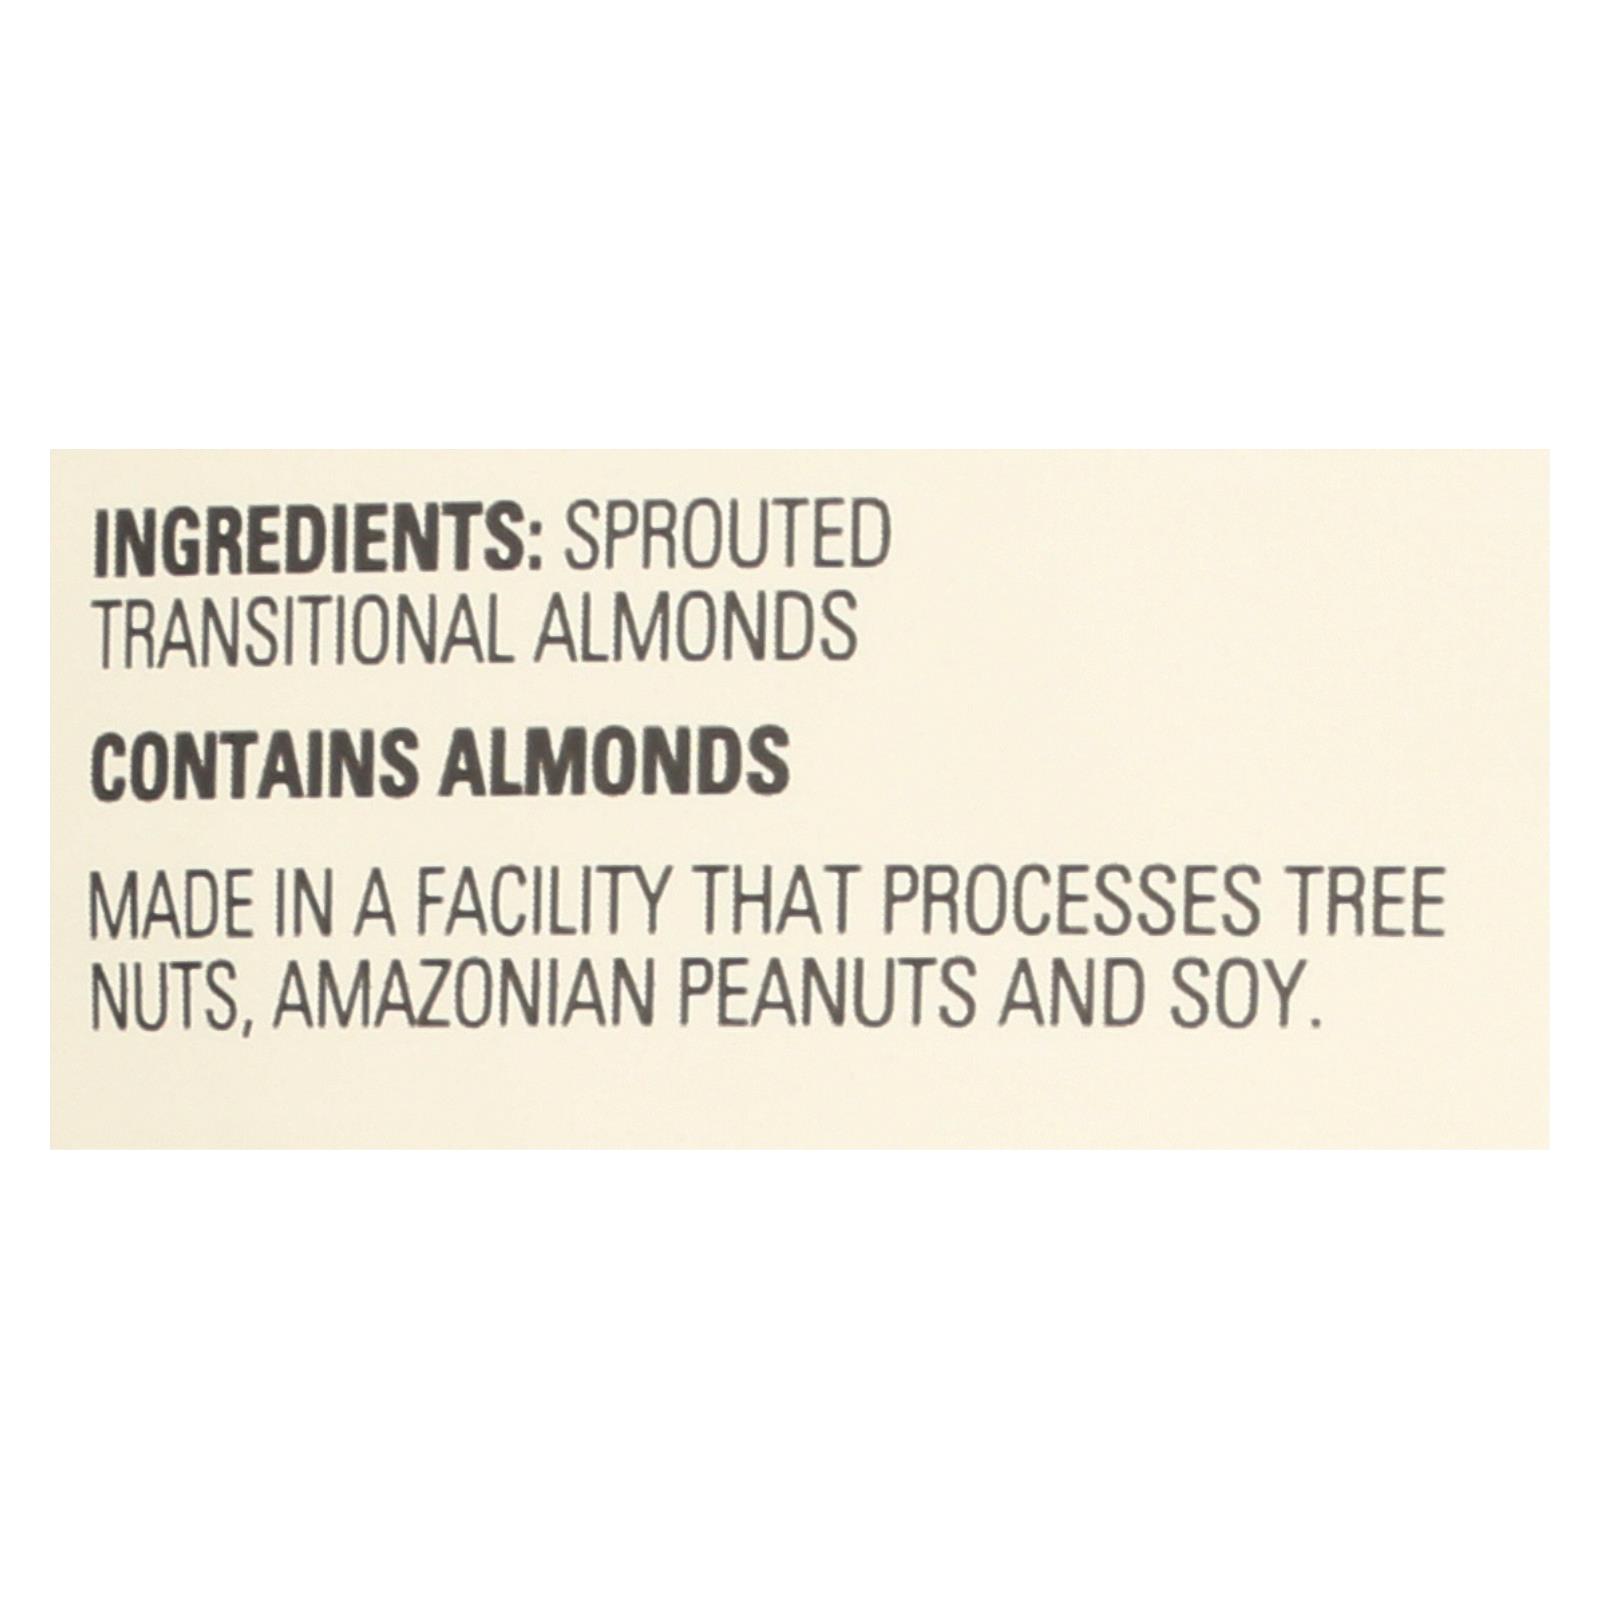 INGREDIENTS: SPROUTED
TRANSITIONAL ALMONDS
CONTAINS ALMONDS
MADE IN A FACILITY THAT PROCESSES TREE
NUTS, AMAZONIAN PEANUTS AND SOY.